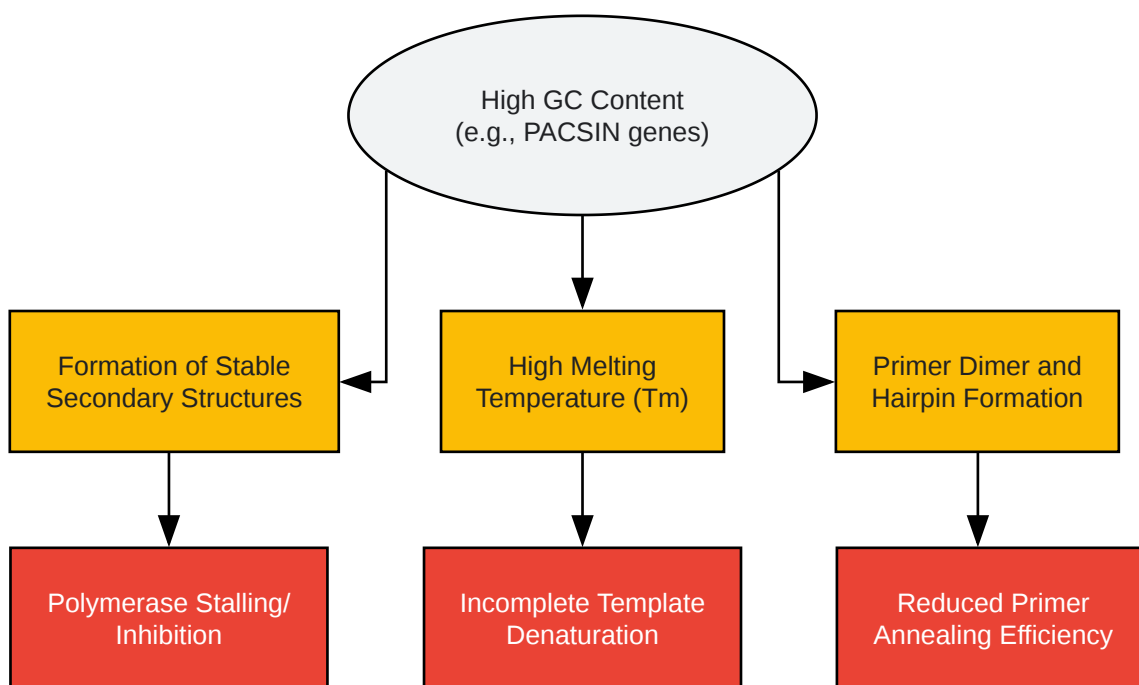 High GC Content
(e.g., PACSIN genes)
Formation of Stable
Secondary Structures
High Melting
Temperature (Tm)
Primer Dimer and
Hairpin Formation
Polymerase Stalling/
Inhibition
Incomplete Template
Denaturation
Reduced Primer
Annealing Efficiency